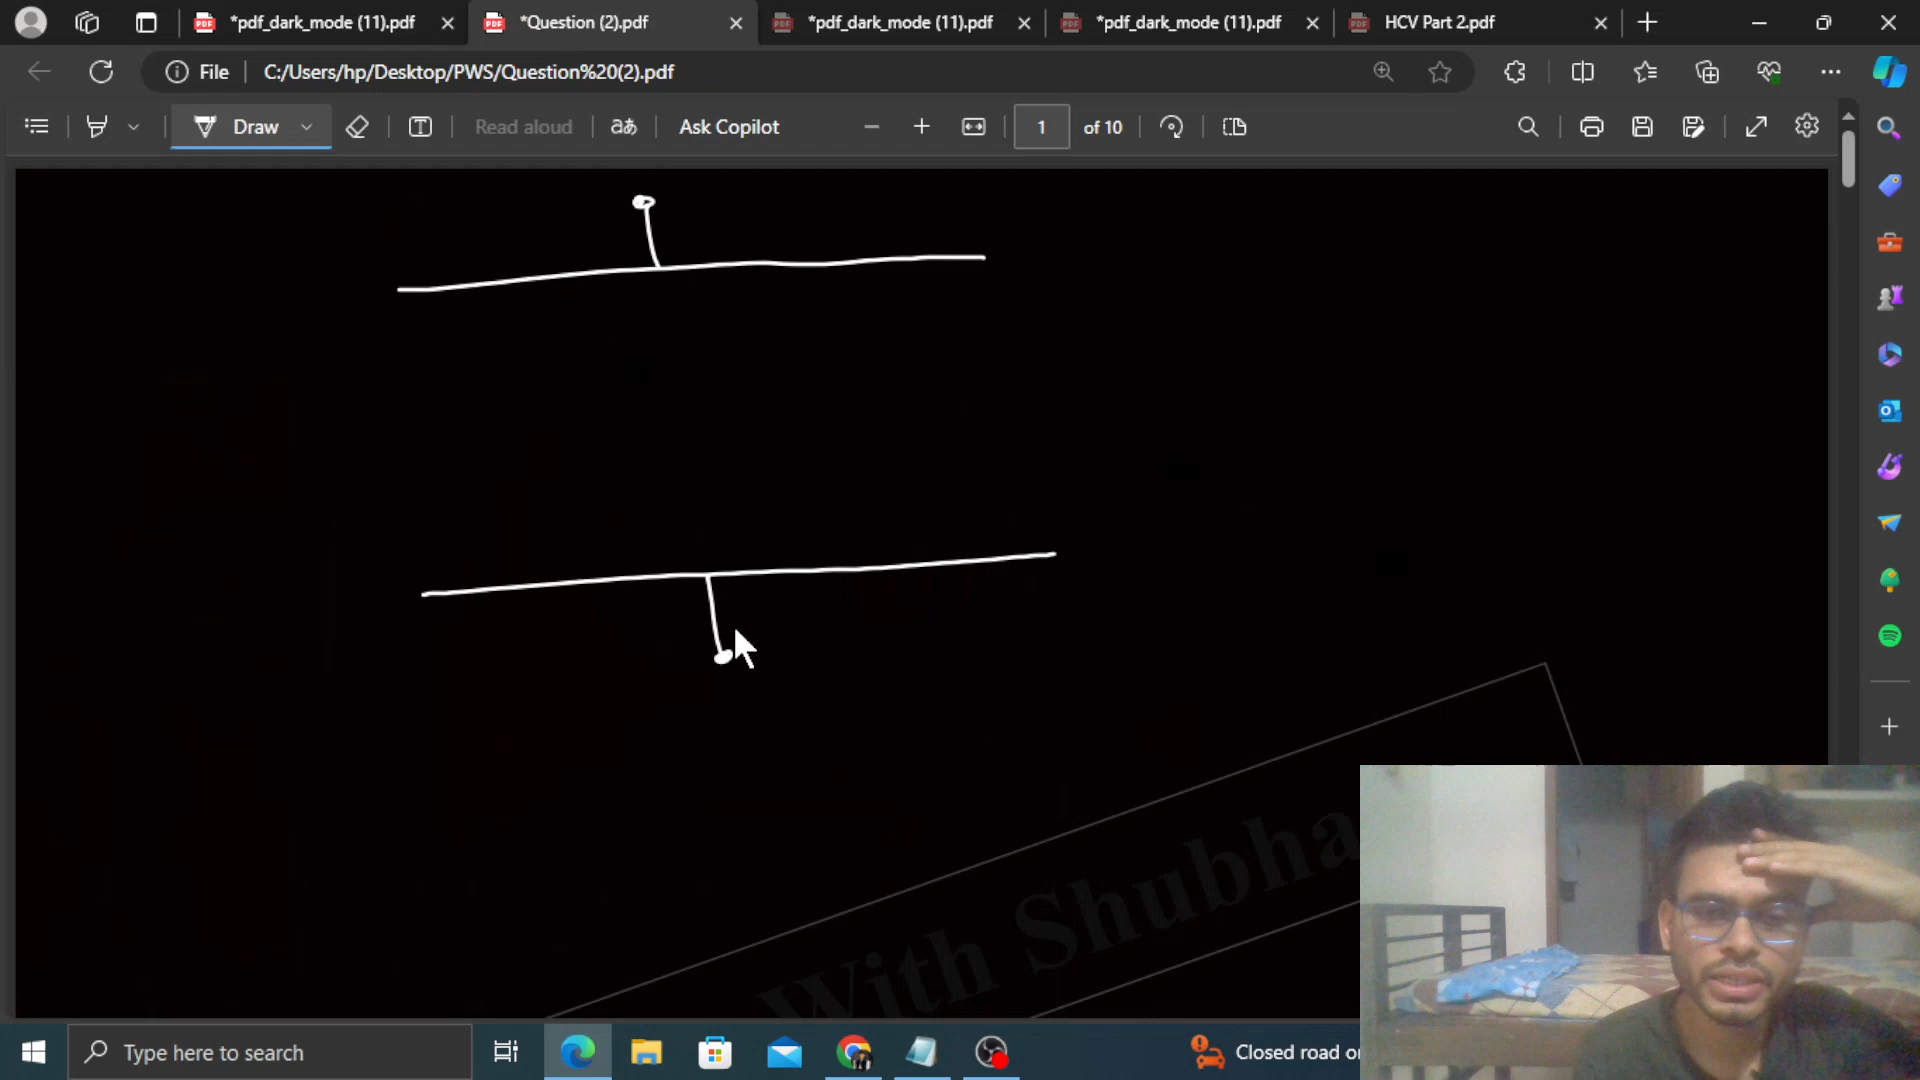 *pdf_dark_mode (11).pdf
*Question (2).pdf
*pdf_dark_mode (11).pdf
*pdf_dark_mode (11).pdf
HCV Part 2.pdf
File
C:/Users/hp/Desktop/PWS/Question%20(2).pdf
Draw
Read aloud
aあ
Ask Copilot
1
of 10
With Shubha
Type here to search
Closed road o